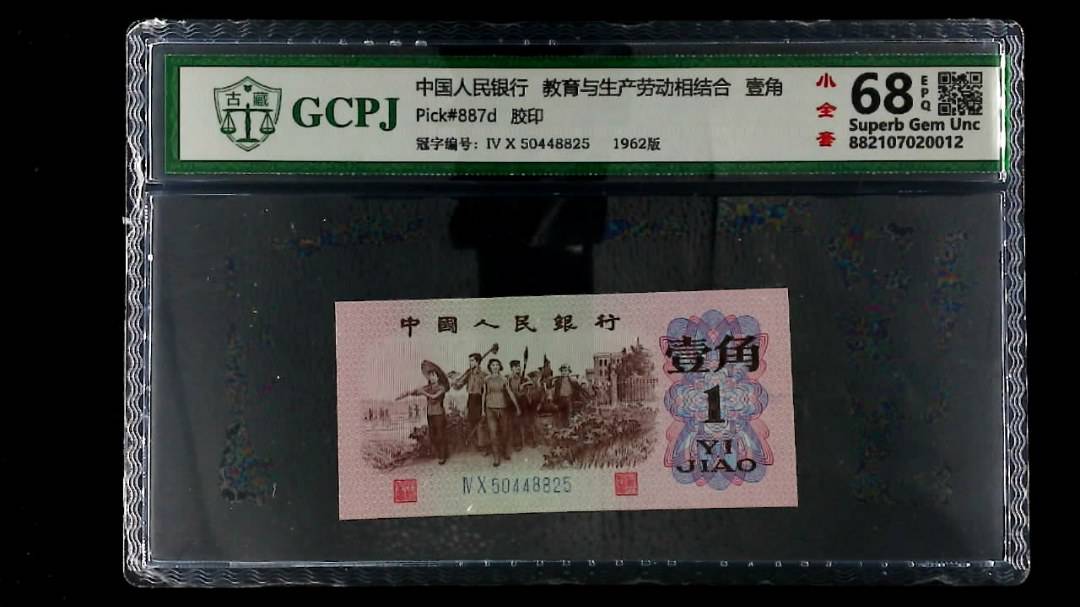 古藏
GCPJ
中国人民银行 教育与生产劳动相结合 壹角
Pick#887d 胶印
冠字编号: IV X 50448825 1962版
小全套
68
EPQ
Superb Gem Unc
882107020012
中國人民銀行
壹角
1
YI
JIAO
IV X 50448825